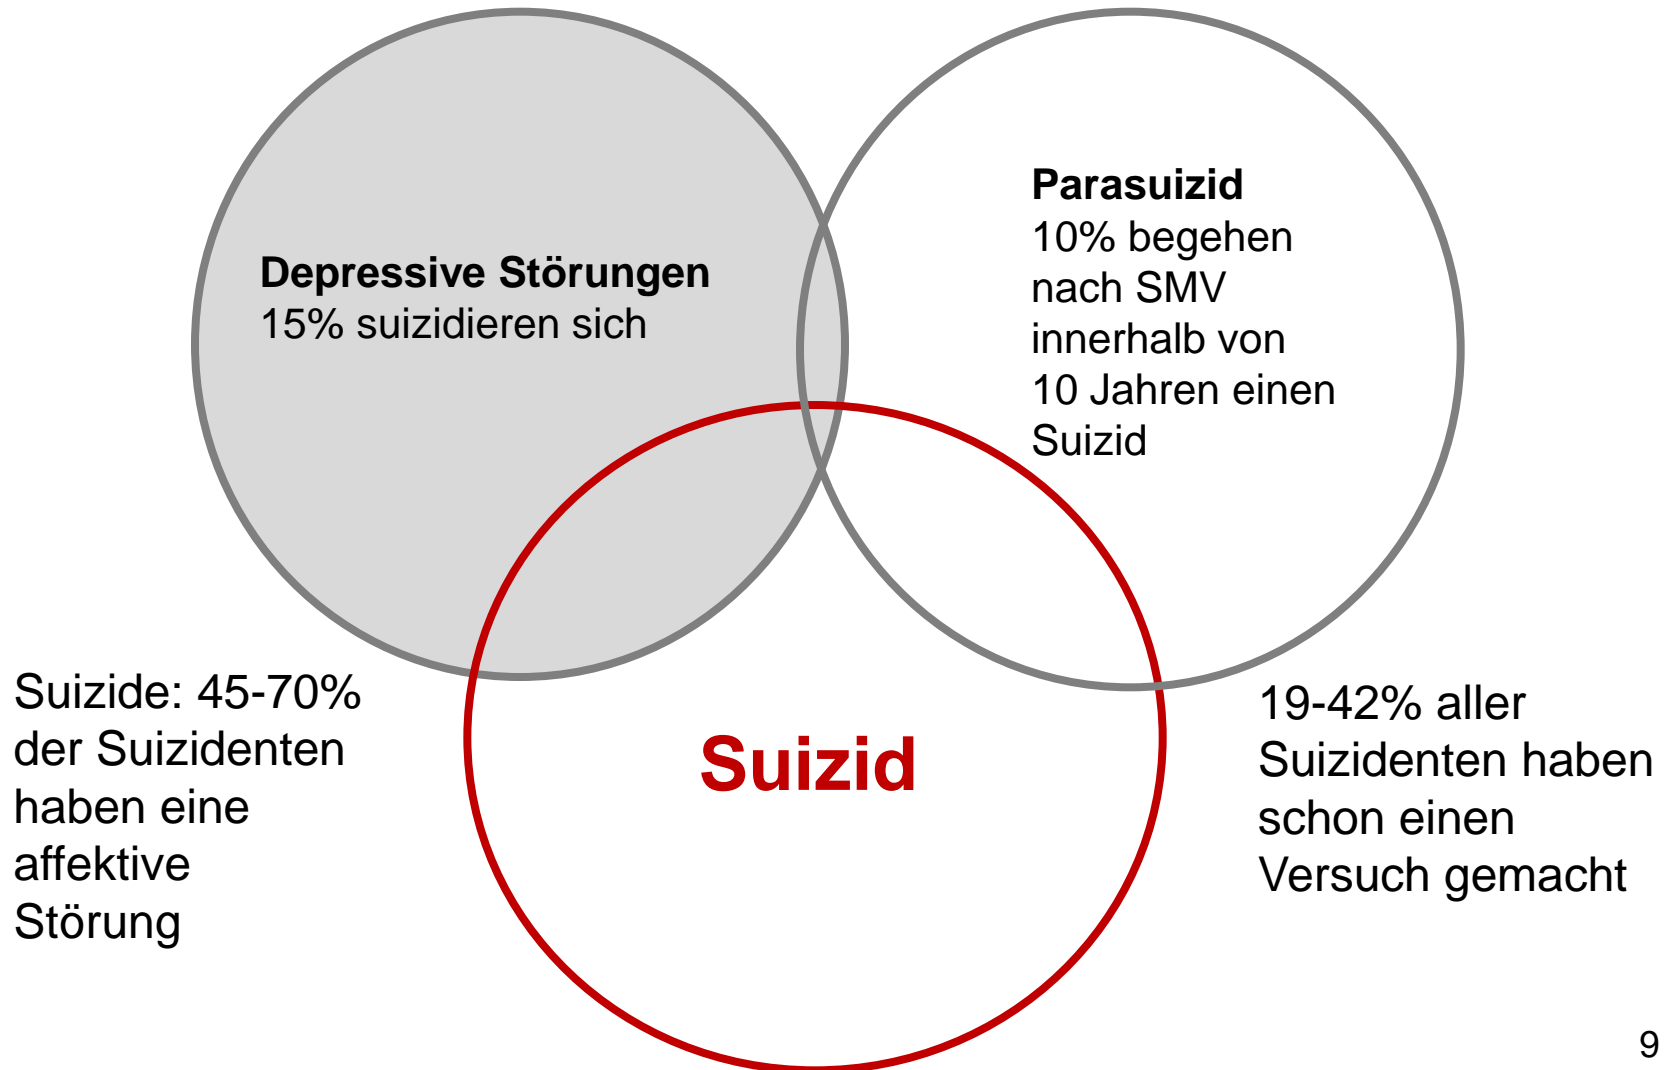 Depressive Störungen
15% suizidieren sich
Parasuizid
10% begehen
nach SMV
innerhalb von
10 Jahren einen
Suizid
Suizide: 45-70%
der Suizidenten
haben eine
affektive
Störung
Suizid
19-42% aller
Suizidenten haben
schon einen
Versuch gemacht
9